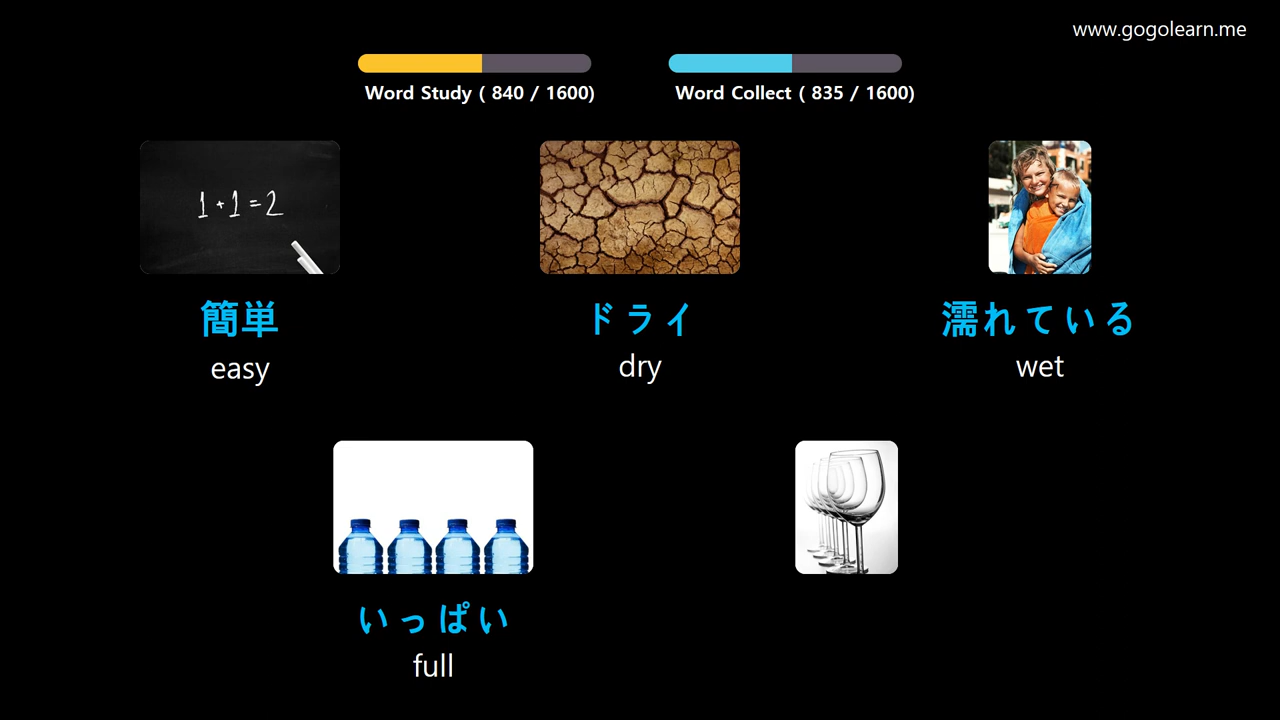 www.gogolearn.me
Word Study ( 840 / 1600)
Word Collect ( 835 / 1600)
1+1=2
簡単
easy
ドライ
dry
濡れている
wet
いっぱい
full